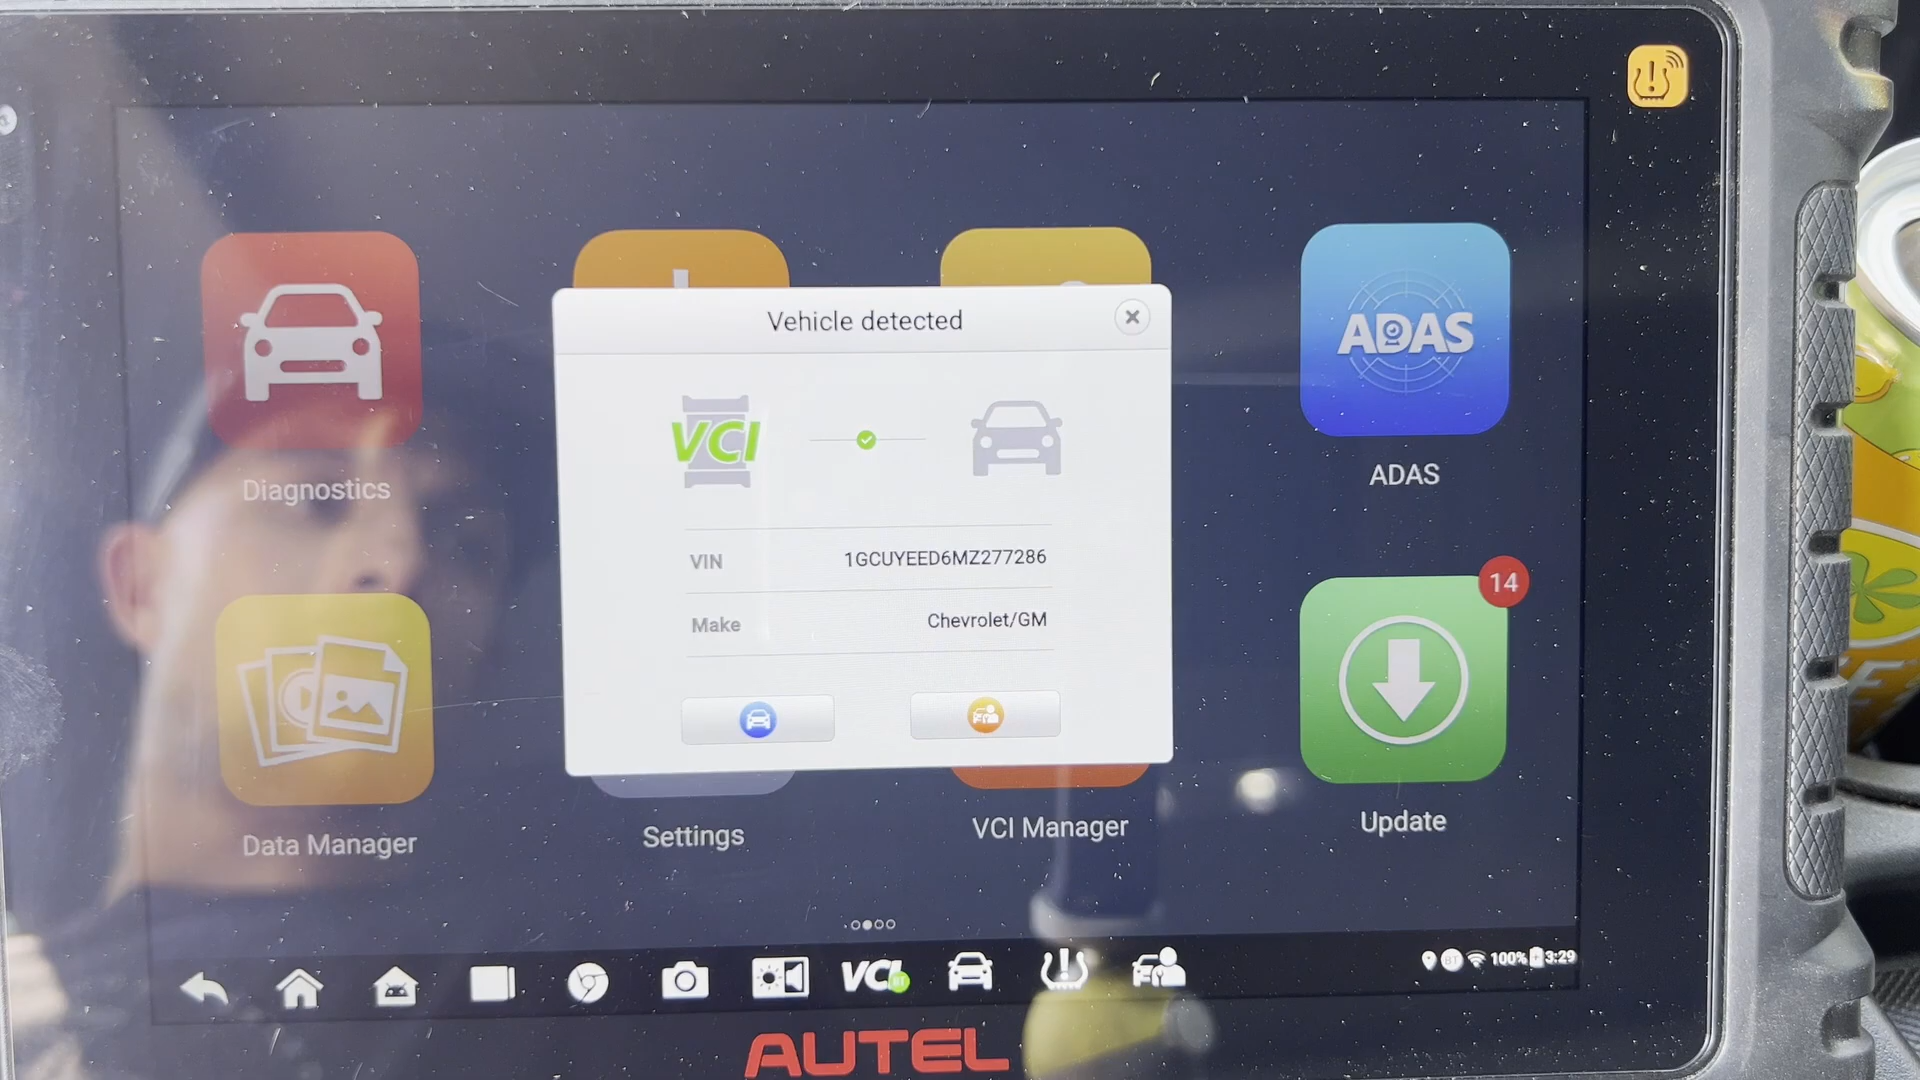 Vehicle detected
VCI
VIN 1GCUYEED6MZ277286
Make Chevrolet/GM
ADAS
Diagnostics
ADAS
14
Data Manager
Settings
VCI Manager
Update
VCI
BT
100%
3:29
AUTEL